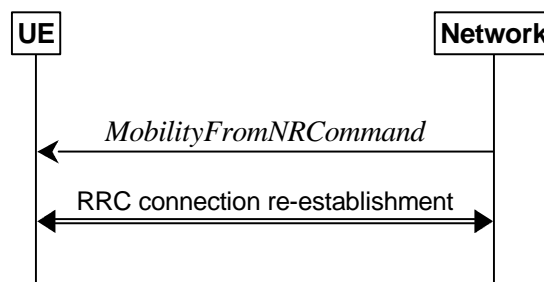 UE Network
MobilityFromNRCommand
RRC connection re-establishment